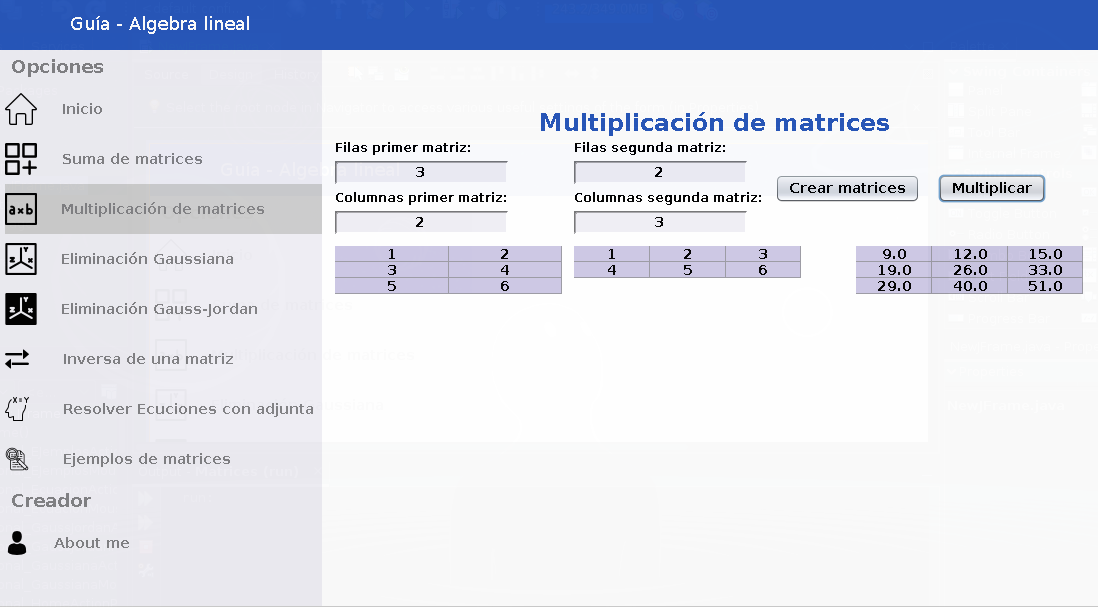 Guía - Algebra lineal
Opciones
Inicio
Suma de matrices
axb
Multiplicación de matrices
Eliminación Gaussiana
Eliminación Gauss-Jordan
Inversa de una matriz
X=Y
Resolver Ecuciones con adjunta
Ejemplos de matrices
Creador
About me
Multiplicación de matrices
Filas primer matriz:
3
Columnas primer matriz:
2
Filas segunda matriz:
2
Columnas segunda matriz:
3
Crear matrices
Multiplicar
1 2
3 4
5 6
1 2 3
4 5 6
9.0 12.0 15.0
19.0 26.0 33.0
29.0 40.0 51.0